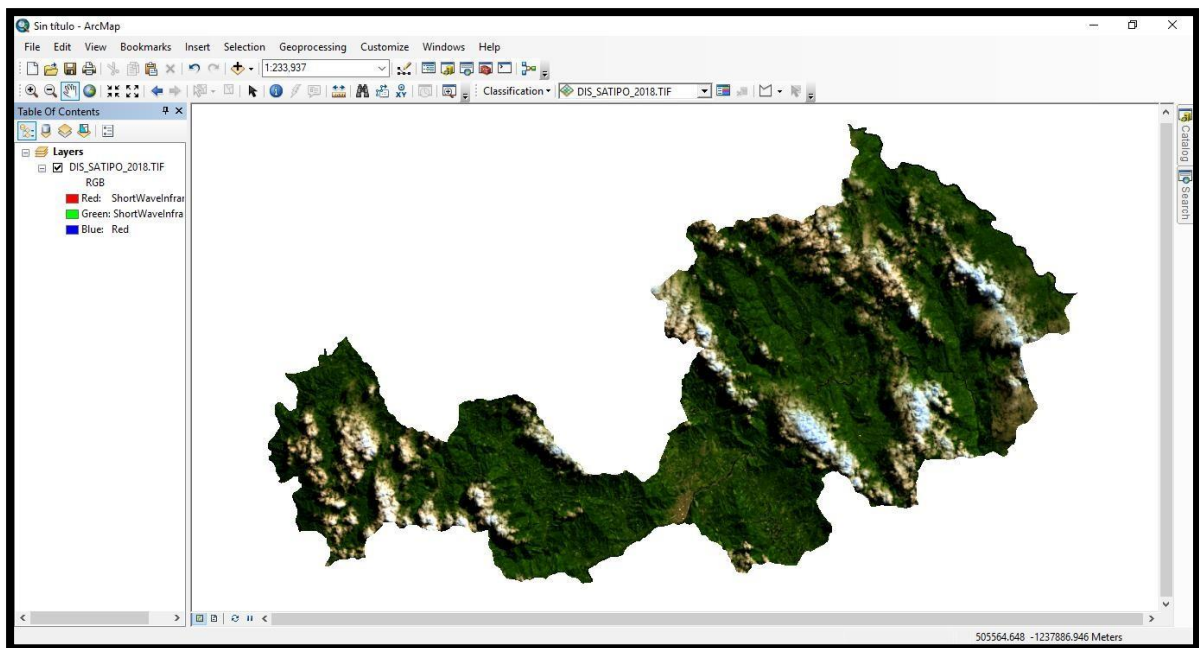 Sin título - ArcMap
File Edit View Bookmarks Insert Selection Geoprocessing Customize Windows Help
1:233,937
Classification DIS_SATIPO_2018.TIF
Table Of Contents
Layers
DIS_SATIPO_2018.TIF
RGB
Red: ShortWaveInfrar
Green: ShortWaveInfra
Blue: Red
Catalog
Search
505564.648 -1237886.946 Meters